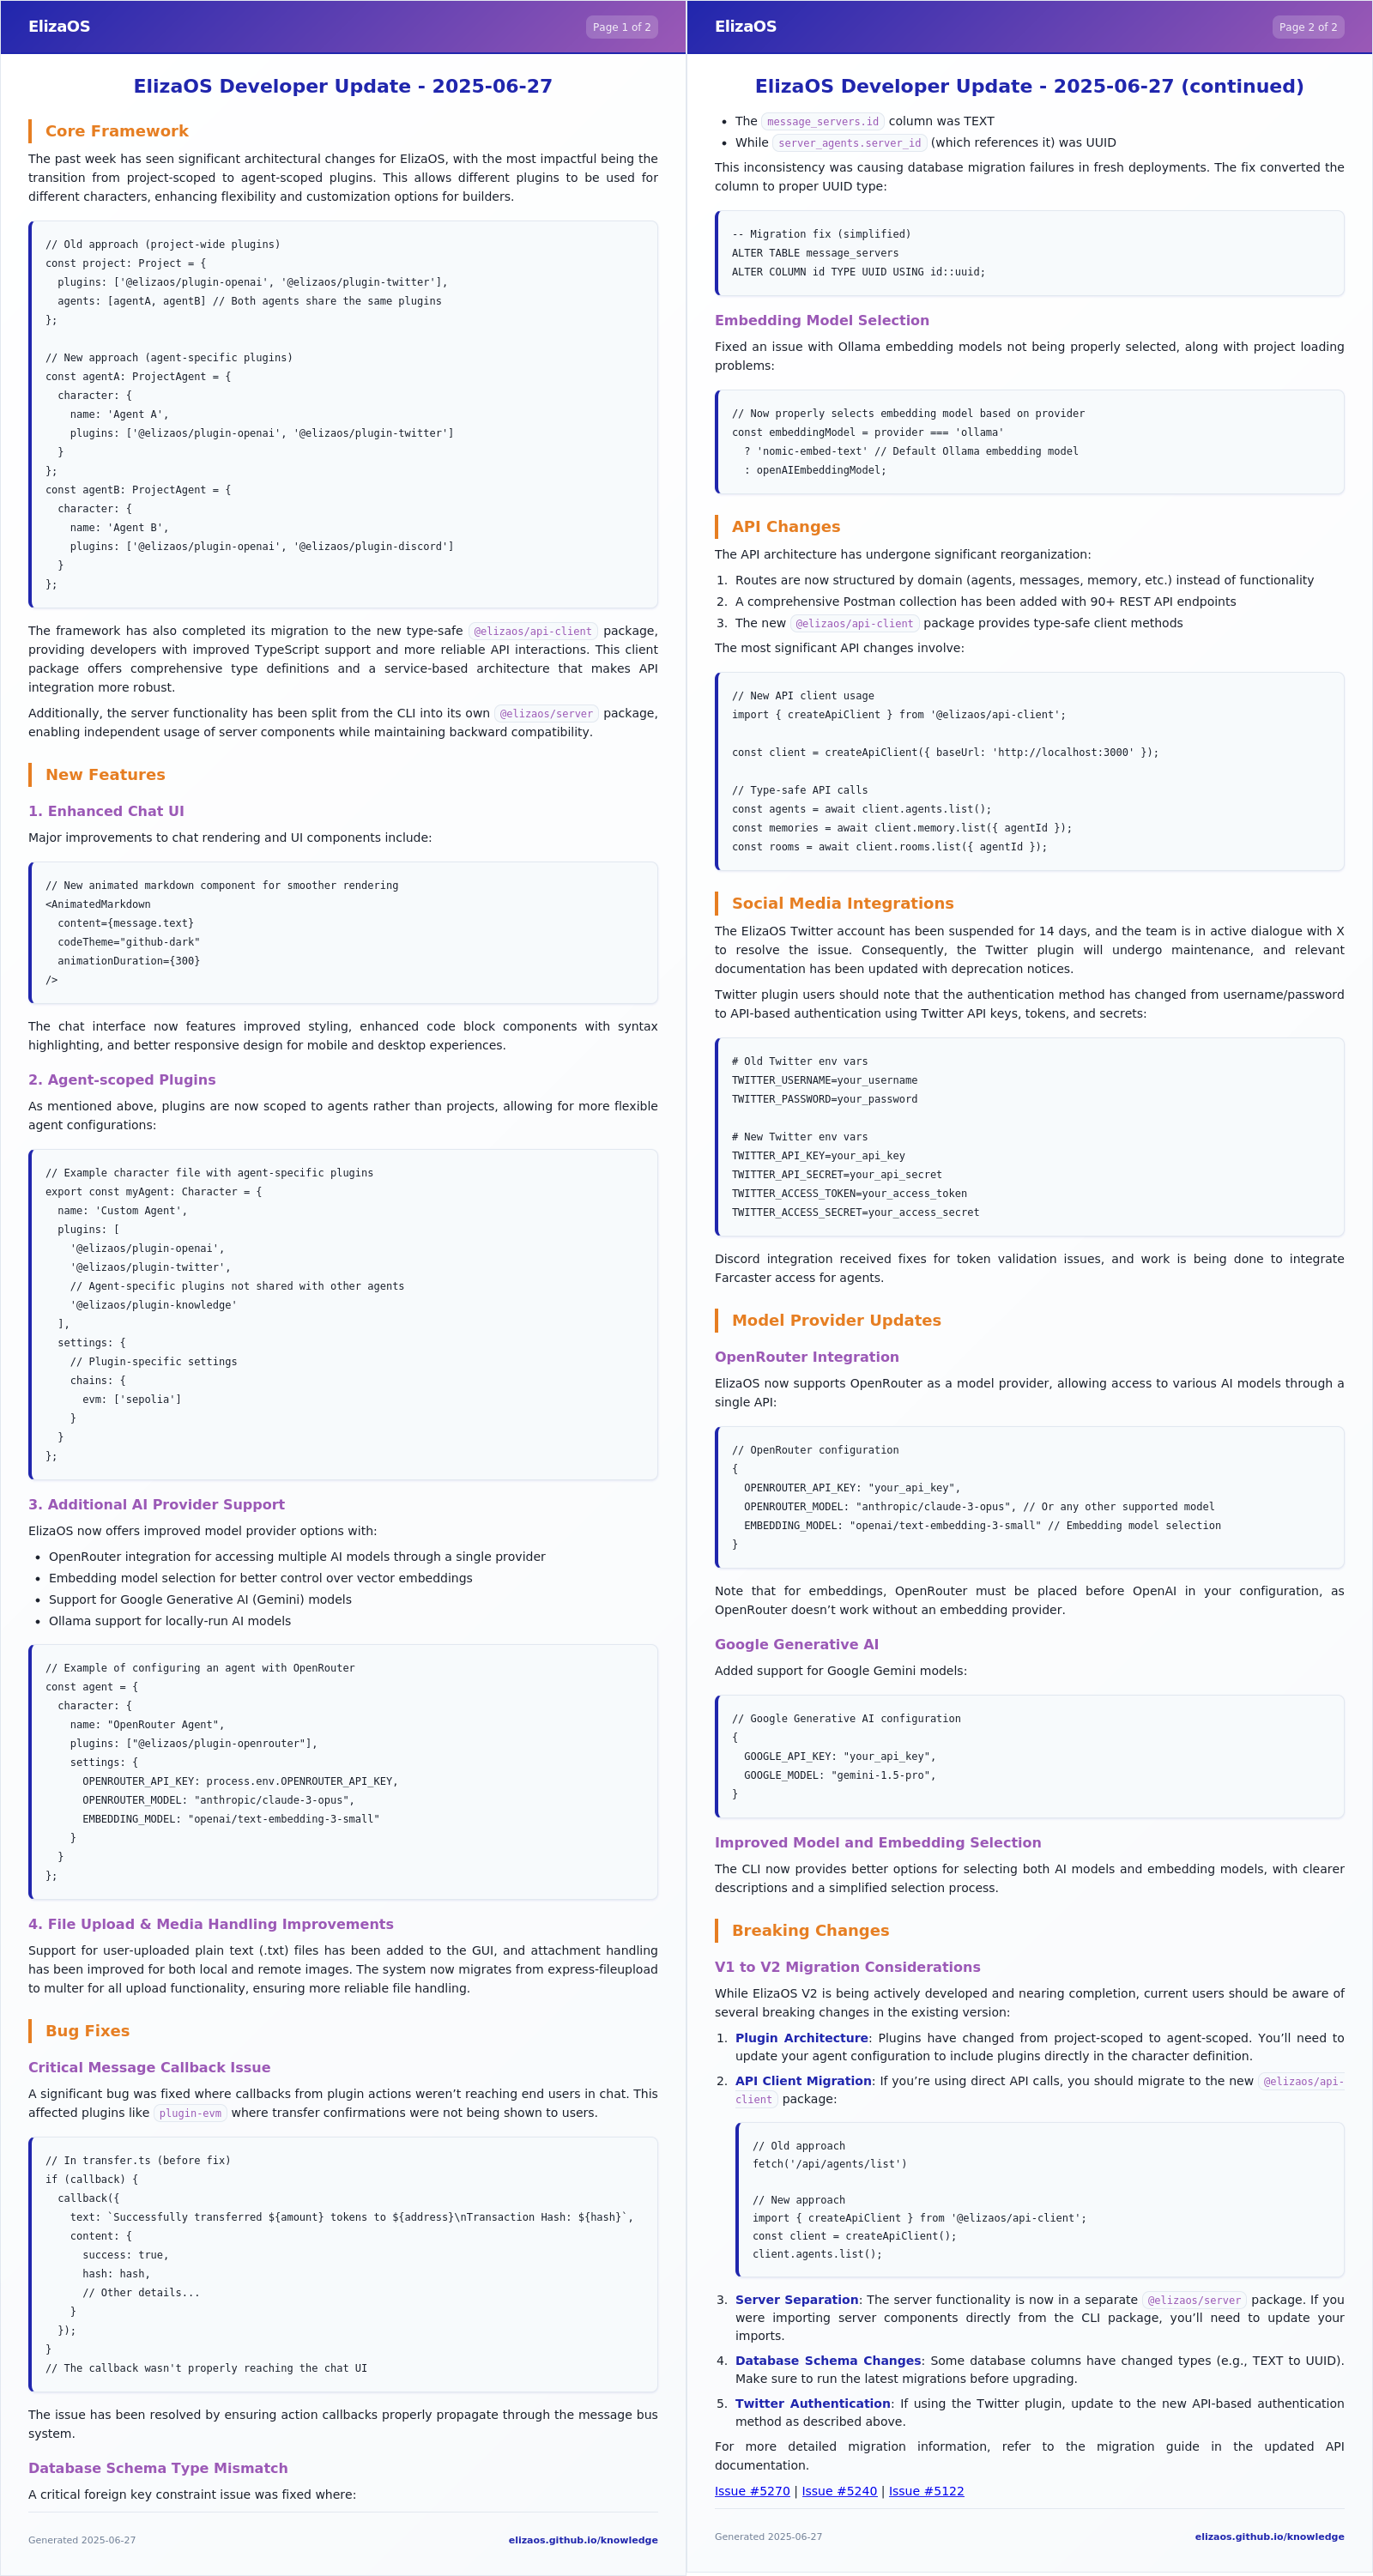 ElizaOS
Page 1 of 2
ElizaOS Developer Update - 2025-06-27
Core Framework
The past week has seen significant architectural changes for ElizaOS, with the most impactful being the
transition from project-scoped to agent-scoped plugins. This allows different plugins to be used for
different characters, enhancing flexibility and customization options for builders.
// Old approach (project-wide plugins)
const project: Project = {
  plugins: ['@elizaos/plugin-openai', '@elizaos/plugin-twitter'],
  agents: [agentA, agentB] // Both agents share the same plugins
};
// New approach (agent-specific plugins)
const agentA: ProjectAgent = {
  character: {
    name: 'Agent A',
    plugins: ['@elizaos/plugin-openai', '@elizaos/plugin-twitter']
  }
};
const agentB: ProjectAgent = {
  character: {
    name: 'Agent B',
    plugins: ['@elizaos/plugin-openai', '@elizaos/plugin-discord']
  }
};
The framework has also completed its migration to the new type-safe @elizaos/api-client package,
providing developers with improved TypeScript support and more reliable API interactions. This client
package offers comprehensive type definitions and a service-based architecture that makes API
integration more robust.
Additionally, the server functionality has been split from the CLI into its own @elizaos/server package,
enabling independent usage of server components while maintaining backward compatibility.
New Features
1. Enhanced Chat UI
Major improvements to chat rendering and UI components include:
// New animated markdown component for smoother rendering
<AnimatedMarkdown
  content={message.text}
  codeTheme="github-dark"
  animationDuration={300}
/>
The chat interface now features improved styling, enhanced code block components with syntax
highlighting, and better responsive design for mobile and desktop experiences.
2. Agent-scoped Plugins
As mentioned above, plugins are now scoped to agents rather than projects, allowing for more flexible
agent configurations:
// Example character file with agent-specific plugins
export const myAgent: Character = {
  name: 'Custom Agent',
  plugins: [
    '@elizaos/plugin-openai',
    '@elizaos/plugin-twitter',
    // Agent-specific plugins not shared with other agents
    '@elizaos/plugin-knowledge'
  ],
  settings: {
    // Plugin-specific settings
    chains: {
      evm: ['sepolia']
    }
  }
};
3. Additional AI Provider Support
ElizaOS now offers improved model provider options with:
• OpenRouter integration for accessing multiple AI models through a single provider
• Embedding model selection for better control over vector embeddings
• Support for Google Generative AI (Gemini) models
• Ollama support for locally-run AI models
// Example of configuring an agent with OpenRouter
const agent = {
  character: {
    name: "OpenRouter Agent",
    plugins: ["@elizaos/plugin-openrouter"],
    settings: {
      OPENROUTER_API_KEY: process.env.OPENROUTER_API_KEY,
      OPENROUTER_MODEL: "anthropic/claude-3-opus",
      EMBEDDING_MODEL: "openai/text-embedding-3-small"
    }
  }
};
4. File Upload & Media Handling Improvements
Support for user-uploaded plain text (.txt) files has been added to the GUI, and attachment handling
has been improved for both local and remote images. The system now migrates from express-fileupload
to multer for all upload functionality, ensuring more reliable file handling.
Bug Fixes
Critical Message Callback Issue
A significant bug was fixed where callbacks from plugin actions weren’t reaching end users in chat. This
affected plugins like plugin-evm where transfer confirmations were not being shown to users.
// In transfer.ts (before fix)
if (callback) {
  callback({
    text: `Successfully transferred ${amount} tokens to ${address}\nTransaction Hash: ${hash}`,
    content: {
      success: true,
      hash: hash,
      // Other details...
    }
  });
}
// The callback wasn't properly reaching the chat UI
The issue has been resolved by ensuring action callbacks properly propagate through the message bus
system.
Database Schema Type Mismatch
A critical foreign key constraint issue was fixed where:
Generated 2025-06-27
elizaos.github.io/knowledge
ElizaOS
Page 2 of 2
ElizaOS Developer Update - 2025-06-27 (continued)
• The message_servers.id column was TEXT
• While server_agents.server_id (which references it) was UUID
This inconsistency was causing database migration failures in fresh deployments. The fix converted the
column to proper UUID type:
-- Migration fix (simplified)
ALTER TABLE message_servers
ALTER COLUMN id TYPE UUID USING id::uuid;
Embedding Model Selection
Fixed an issue with Ollama embedding models not being properly selected, along with project loading
problems:
// Now properly selects embedding model based on provider
const embeddingModel = provider === 'ollama'
  ? 'nomic-embed-text' // Default Ollama embedding model
  : openAIEmbeddingModel;
API Changes
The API architecture has undergone significant reorganization:
1. Routes are now structured by domain (agents, messages, memory, etc.) instead of functionality
2. A comprehensive Postman collection has been added with 90+ REST API endpoints
3. The new @elizaos/api-client package provides type-safe client methods
The most significant API changes involve:
// New API client usage
import { createApiClient } from '@elizaos/api-client';
const client = createApiClient({ baseUrl: 'http://localhost:3000' });
// Type-safe API calls
const agents = await client.agents.list();
const memories = await client.memory.list({ agentId });
const rooms = await client.rooms.list({ agentId });
Social Media Integrations
The ElizaOS Twitter account has been suspended for 14 days, and the team is in active dialogue with X
to resolve the issue. Consequently, the Twitter plugin will undergo maintenance, and relevant
documentation has been updated with deprecation notices.
Twitter plugin users should note that the authentication method has changed from username/password
to API-based authentication using Twitter API keys, tokens, and secrets:
# Old Twitter env vars
TWITTER_USERNAME=your_username
TWITTER_PASSWORD=your_password
# New Twitter env vars
TWITTER_API_KEY=your_api_key
TWITTER_API_SECRET=your_api_secret
TWITTER_ACCESS_TOKEN=your_access_token
TWITTER_ACCESS_SECRET=your_access_secret
Discord integration received fixes for token validation issues, and work is being done to integrate
Farcaster access for agents.
Model Provider Updates
OpenRouter Integration
ElizaOS now supports OpenRouter as a model provider, allowing access to various AI models through a
single API:
// OpenRouter configuration
{
  OPENROUTER_API_KEY: "your_api_key",
  OPENROUTER_MODEL: "anthropic/claude-3-opus", // Or any other supported model
  EMBEDDING_MODEL: "openai/text-embedding-3-small" // Embedding model selection
}
Note that for embeddings, OpenRouter must be placed before OpenAI in your configuration, as
OpenRouter doesn’t work without an embedding provider.
Google Generative AI
Added support for Google Gemini models:
// Google Generative AI configuration
{
  GOOGLE_API_KEY: "your_api_key",
  GOOGLE_MODEL: "gemini-1.5-pro",
}
Improved Model and Embedding Selection
The CLI now provides better options for selecting both AI models and embedding models, with clearer
descriptions and a simplified selection process.
Breaking Changes
V1 to V2 Migration Considerations
While ElizaOS V2 is being actively developed and nearing completion, current users should be aware of
several breaking changes in the existing version:
1. Plugin Architecture: Plugins have changed from project-scoped to agent-scoped. You’ll need to
update your agent configuration to include plugins directly in the character definition.
2. API Client Migration: If you’re using direct API calls, you should migrate to the new @elizaos/api-
client package:
// Old approach
fetch('/api/agents/list')
// New approach
import { createApiClient } from '@elizaos/api-client';
const client = createApiClient();
client.agents.list();
3. Server Separation: The server functionality is now in a separate @elizaos/server package. If you
were importing server components directly from the CLI package, you’ll need to update your
imports.
4. Database Schema Changes: Some database columns have changed types (e.g., TEXT to UUID).
Make sure to run the latest migrations before upgrading.
5. Twitter Authentication: If using the Twitter plugin, update to the new API-based authentication
method as described above.
For more detailed migration information, refer to the migration guide in the updated API
documentation.
Issue #5270 | Issue #5240 | Issue #5122
Generated 2025-06-27
elizaos.github.io/knowledge